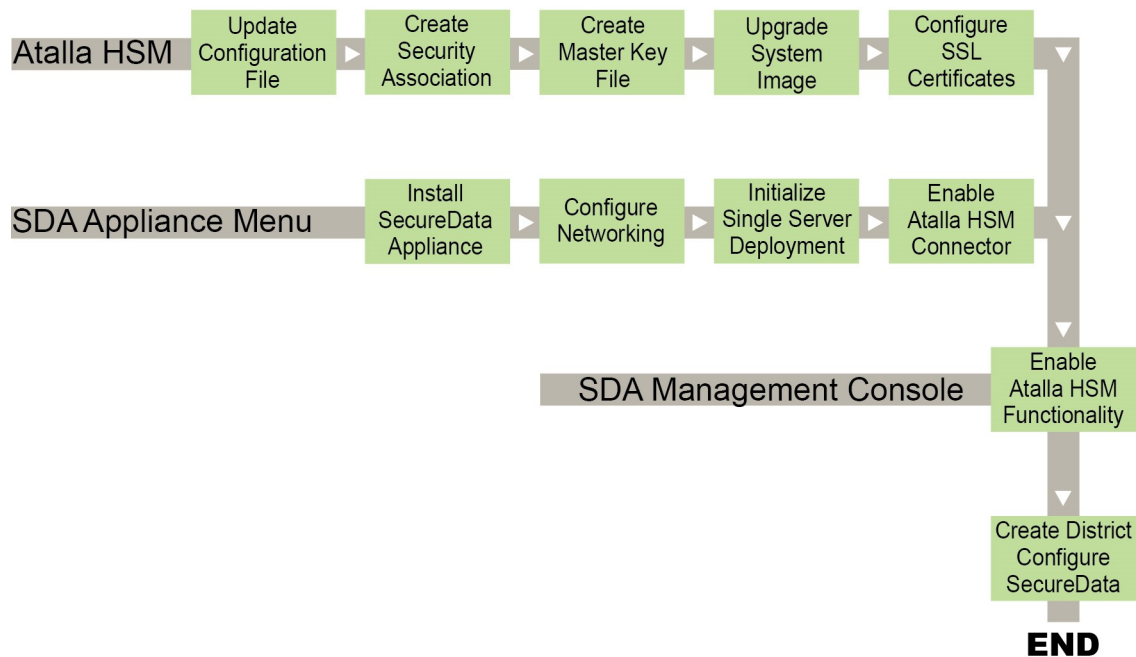 Atalla HSM
Update
Configuration
File
Create
Security
Association
Create
Master Key
File
Upgrade
System
Image
Configure
SSL
Certificates
SDA Appliance Menu
Install
SecureData
Appliance
Configure
Networking
Initialize
Single Server
Deployment
Enable
Atalla HSM
Connector
SDA Management Console
Enable
Atalla HSM
Functionality
Create District
Configure
SecureData
END